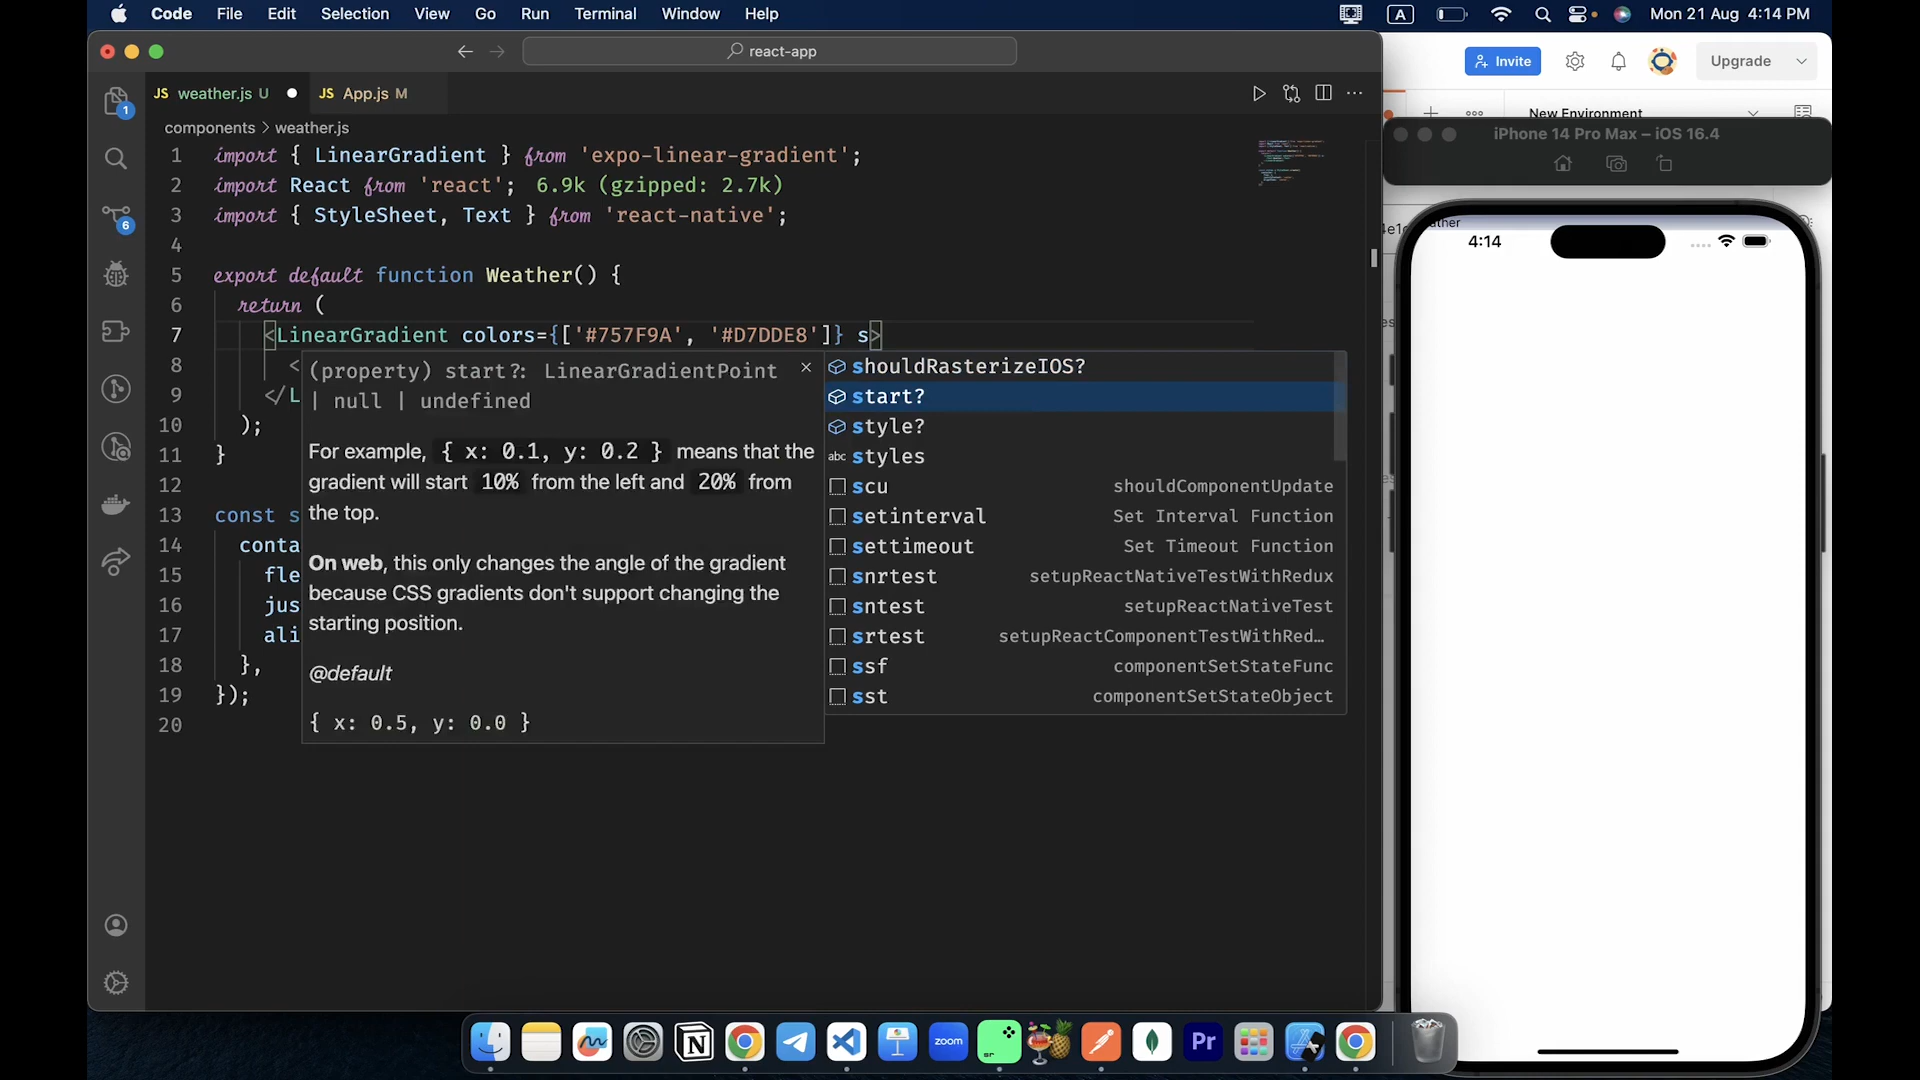 Code File Edit Selection View Go Run Terminal Window Help A Mon 21 Aug 4:14 PM
react-app
Invite Upgrade
JS weather.js U JS App.js M
New Environment
components > weather.js
iPhone 14 Pro Max – iOS 16.4
1 import { LinearGradient } from 'expo-linear-gradient';
2 import React from 'react'; 6.9k (gzipped: 2.7k)
3 import { StyleSheet, Text } from 'react-native';
4
5 export default function Weather() {
6 return (
7 <LinearGradient colors={['#757F9A', '#D7DDE8']} s>
8 <
9 </L
10 );
11 }
12
13 const s
14 conta
15 fle
16 jus
17 ali
18 },
19 });
20
1
6
(property) start?: LinearGradientPoint
| null | undefined
For example, { x: 0.1, y: 0.2 } means that the
gradient will start 10% from the left and 20% from
the top.
On web, this only changes the angle of the gradient
because CSS gradients don't support changing the
starting position.
@default
{ x: 0.5, y: 0.0 }
shouldRasterizeIOS?
start?
style?
abc styles
scu shouldComponentUpdate
setinterval Set Interval Function
settimeout Set Timeout Function
snrtest setupReactNativeTestWithRedux
sntest setupReactNativeTest
srtest setupReactComponentTestWithRed…
ssf componentSetStateFunc
sst componentSetStateObject
4e1c
ather
4:14
zoom sr Pr